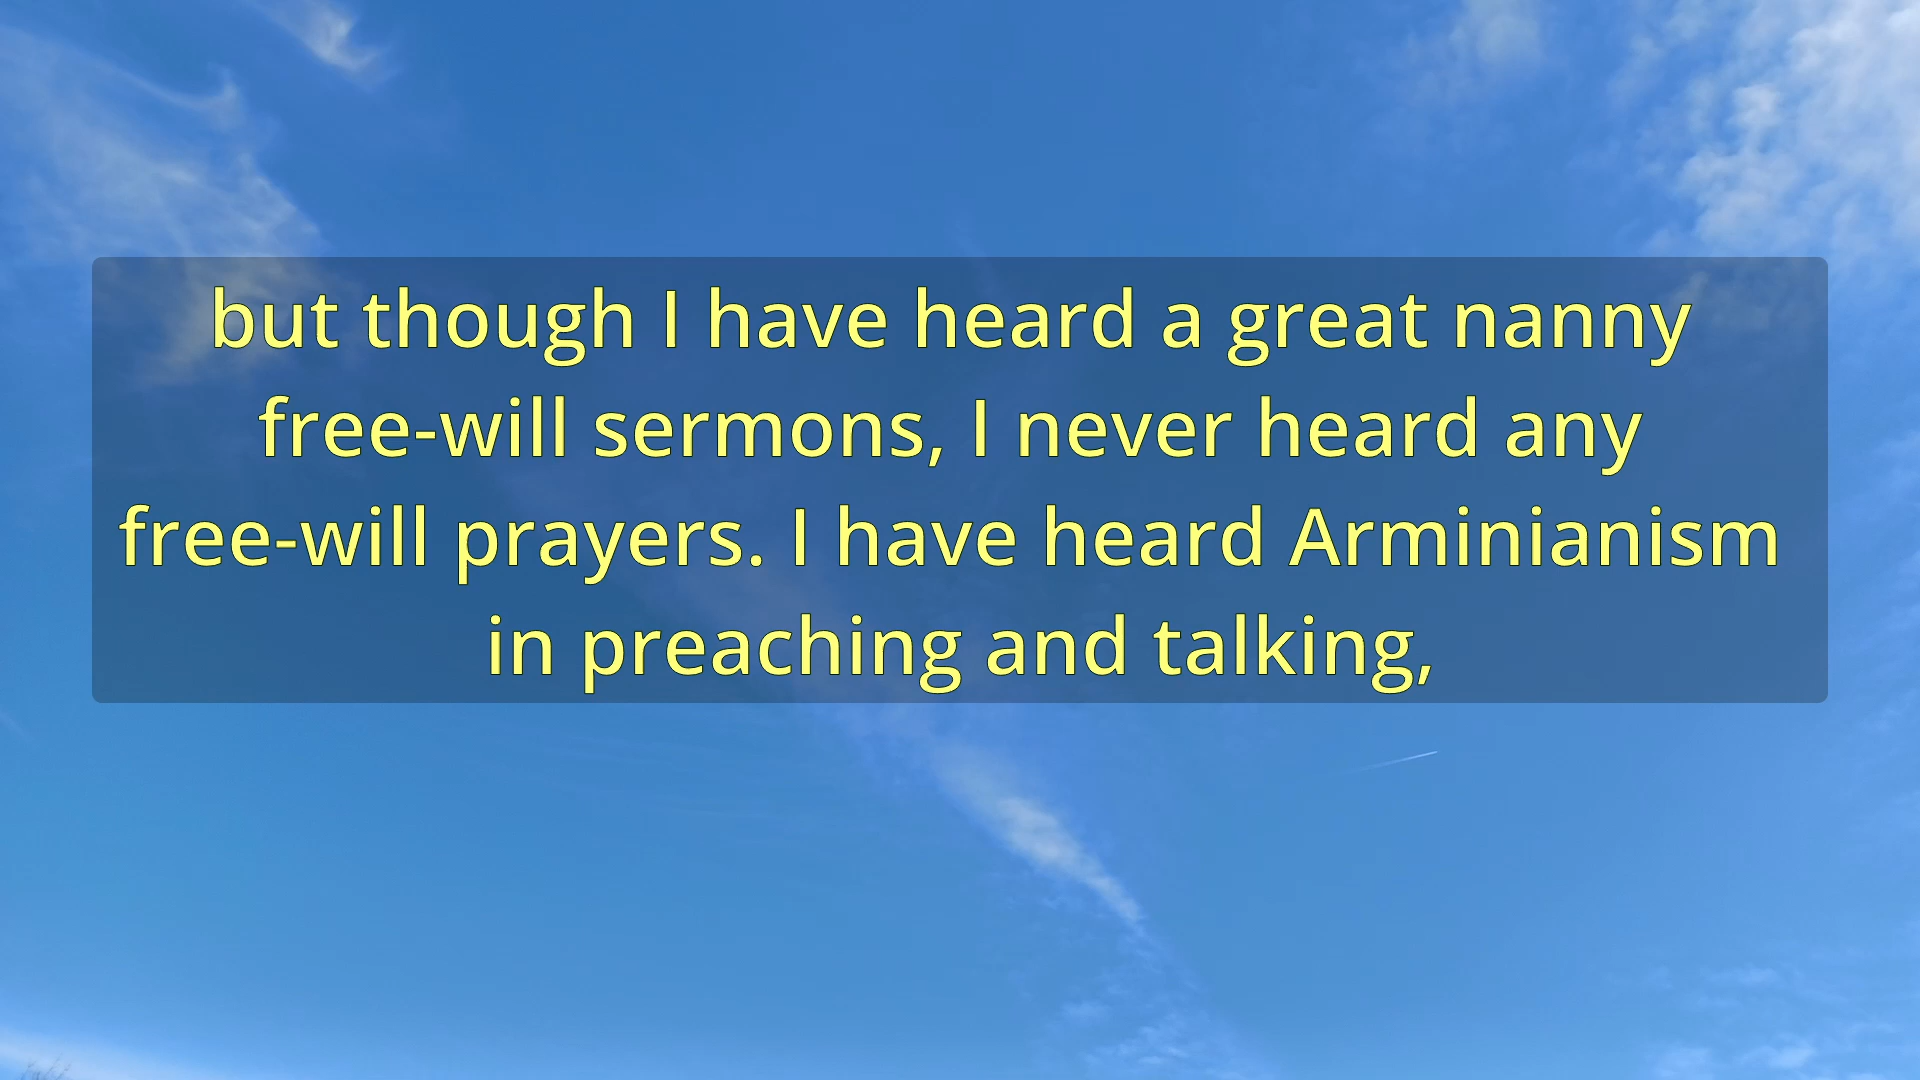 but though I have heard a great nanny
free-will sermons, I never heard any
free-will prayers. I have heard Arminianism
in preaching and talking,